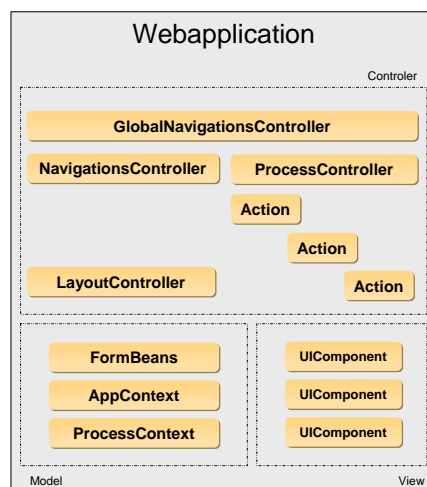 Webapplication
Controler
GlobalNavigationsController
NavigationsController
ProcessController
Action
Action
LayoutController
Action
FormBeans
UIComponent
AppContext
UIComponent
ProcessContext
UIComponent
Model
View